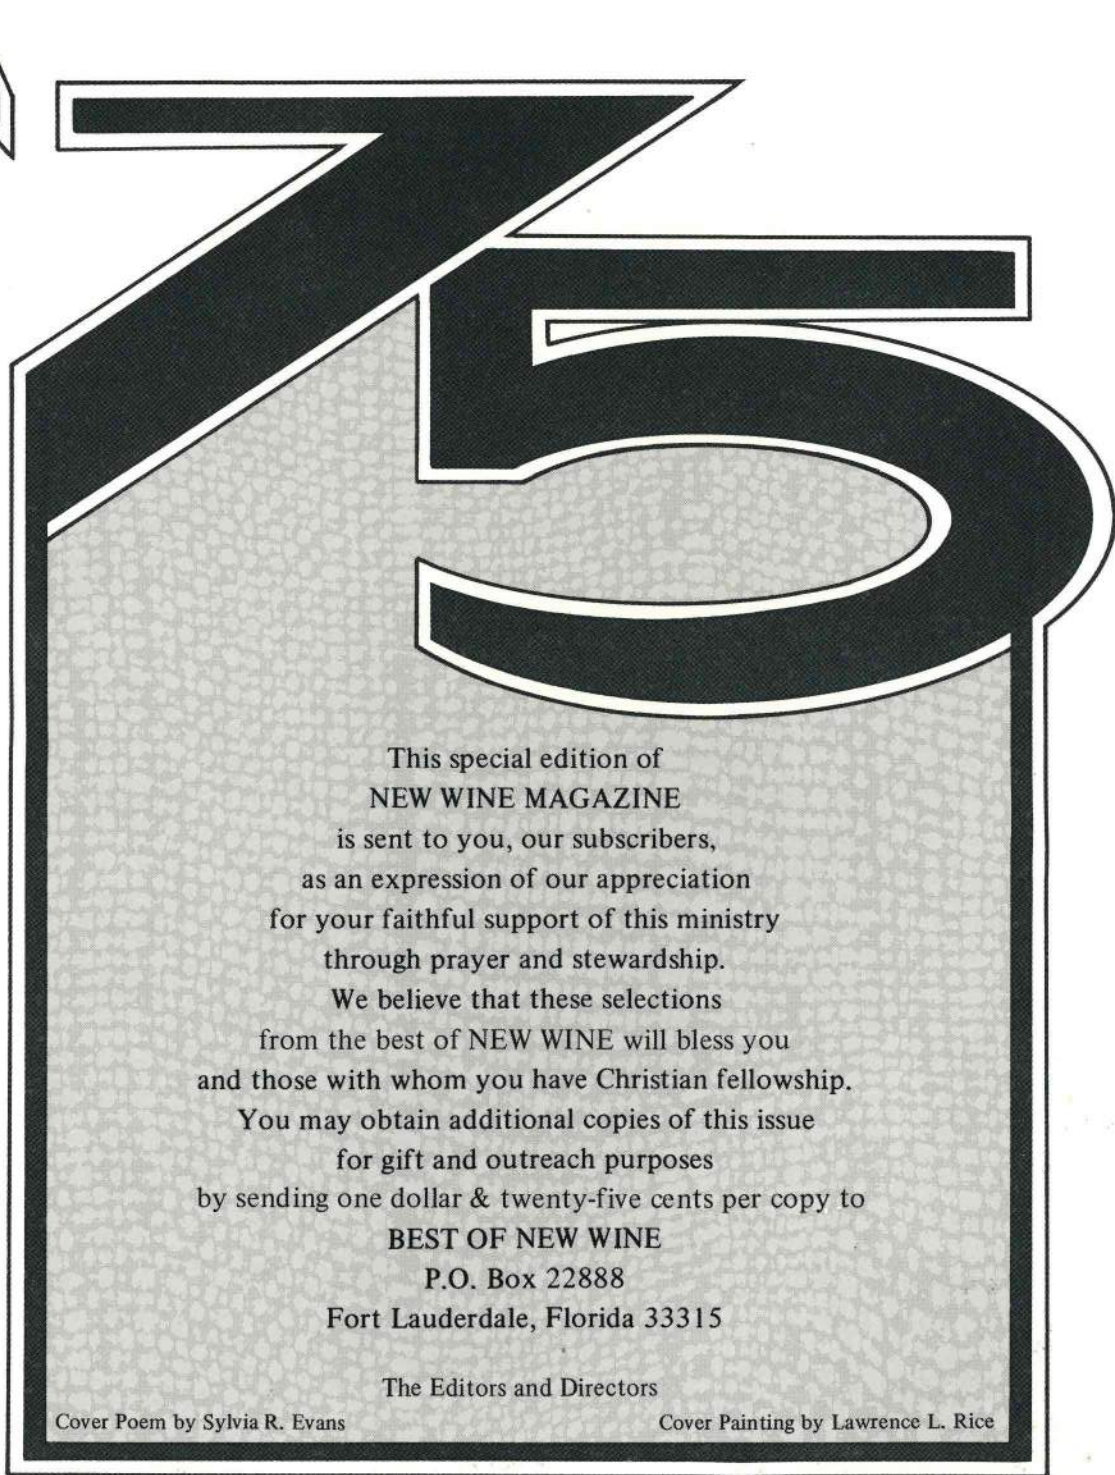 75
This special edition of
NEW WINE MAGAZINE
is sent to you, our subscribers,
as an expression of our appreciation
for your faithful support of this ministry
through prayer and stewardship.
We believe that these selections
from the best of NEW WINE will bless you
and those with whom you have Christian fellowship.
You may obtain additional copies of this issue
for gift and outreach purposes
by sending one dollar & twenty-five cents per copy to
BEST OF NEW WINE
P.O. Box 22888
Fort Lauderdale, Florida 33315
The Editors and Directors
Cover Poem by Sylvia R. Evans
Cover Painting by Lawrence L. Rice